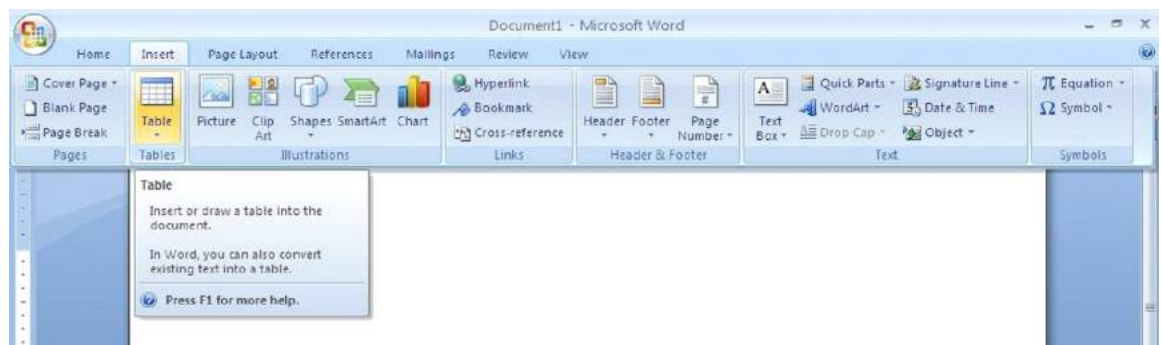 Document1 - Microsoft Word
Home Insert Page Layout References Mailings Review View
Cover Page
Blank Page
Page Break
Pages
Table
Tables
Picture
Clip
Art
Shapes
SmartArt
Chart
Illustrations
Hyperlink
Bookmark
Cross-reference
Links
Header
Footer
Page
Number
Header & Footer
A
Text
Box
Quick Parts
WordArt
Drop Cap
Signature Line
Date & Time
Object
Text
π Equation
Ω Symbol
Symbols
Table
Insert or draw a table into the
document.
In Word, you can also convert
existing text into a table.
Press F1 for more help.